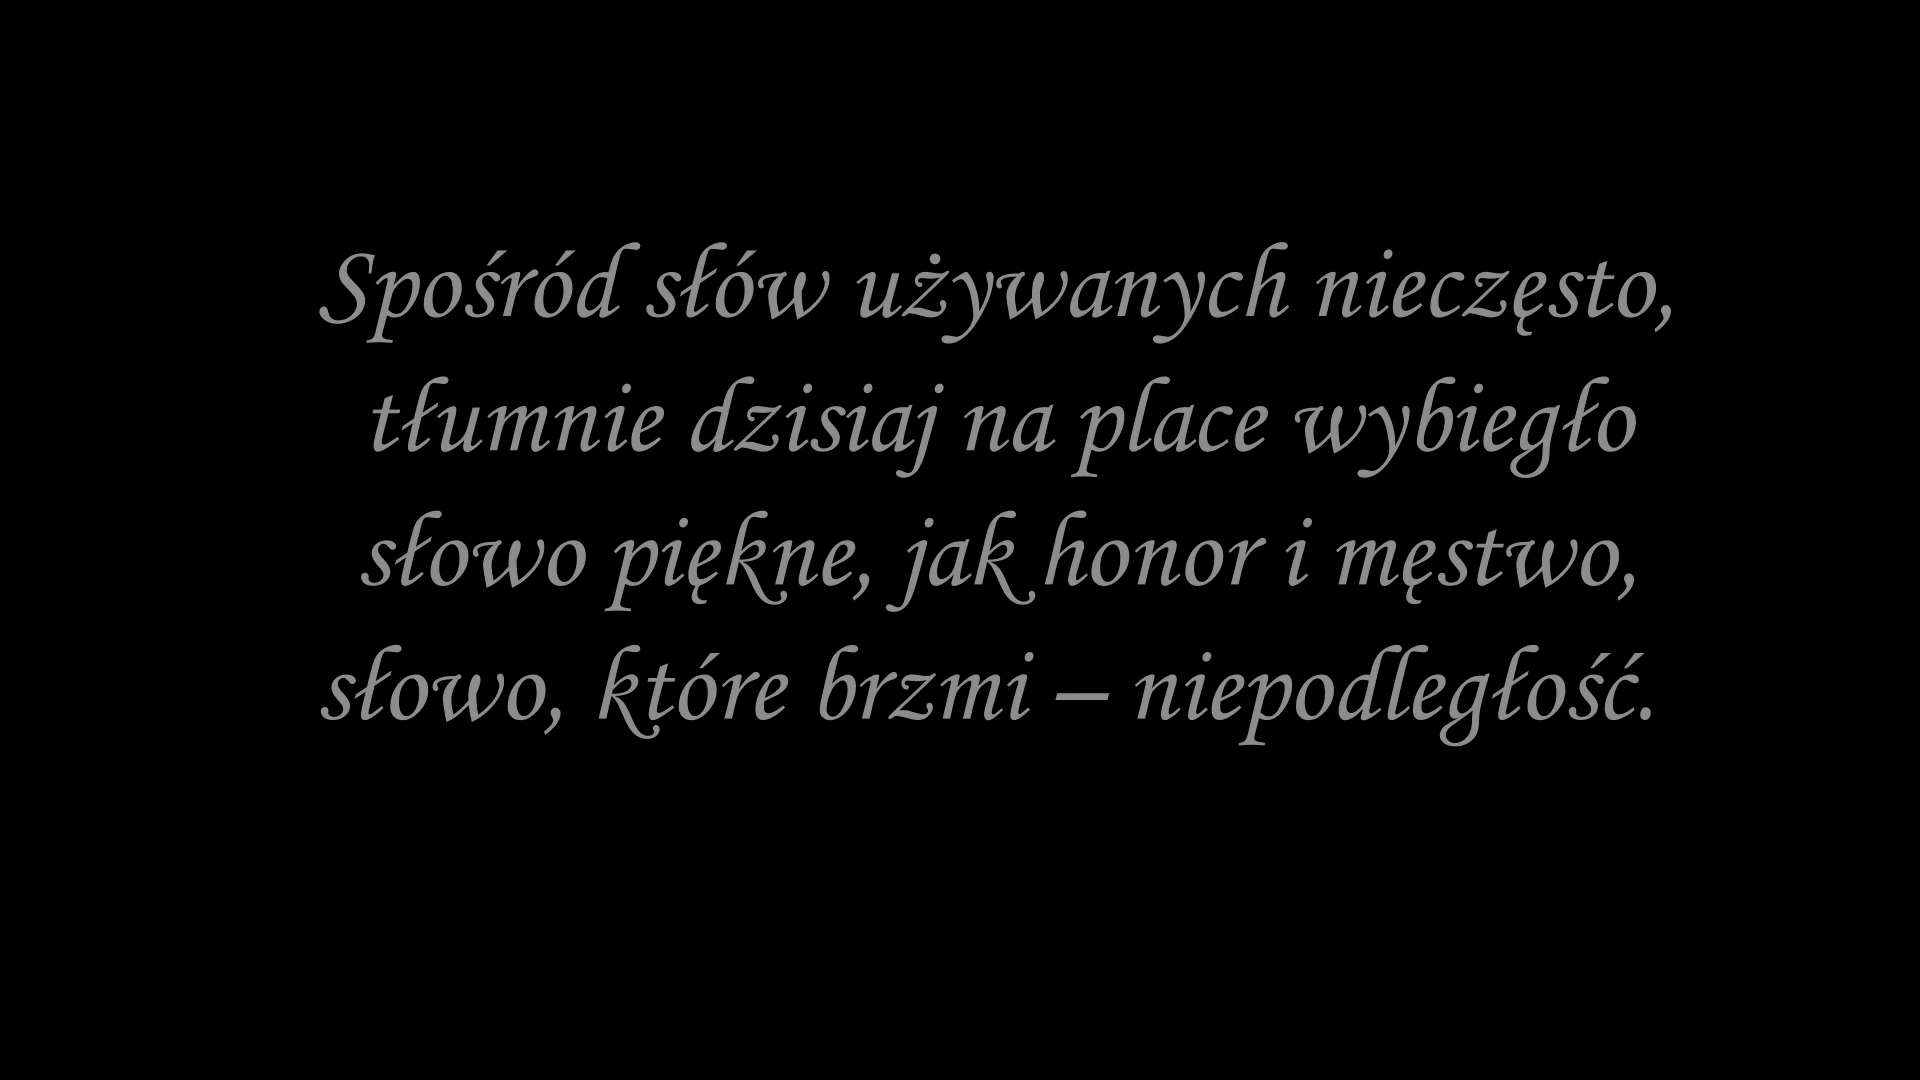 Spośród słów używanych nieczęsto,
tłumnie dzisiaj na place wybiegło
słowo piękne, jak honor i męstwo,
słowo, które brzmi – niepodległość.